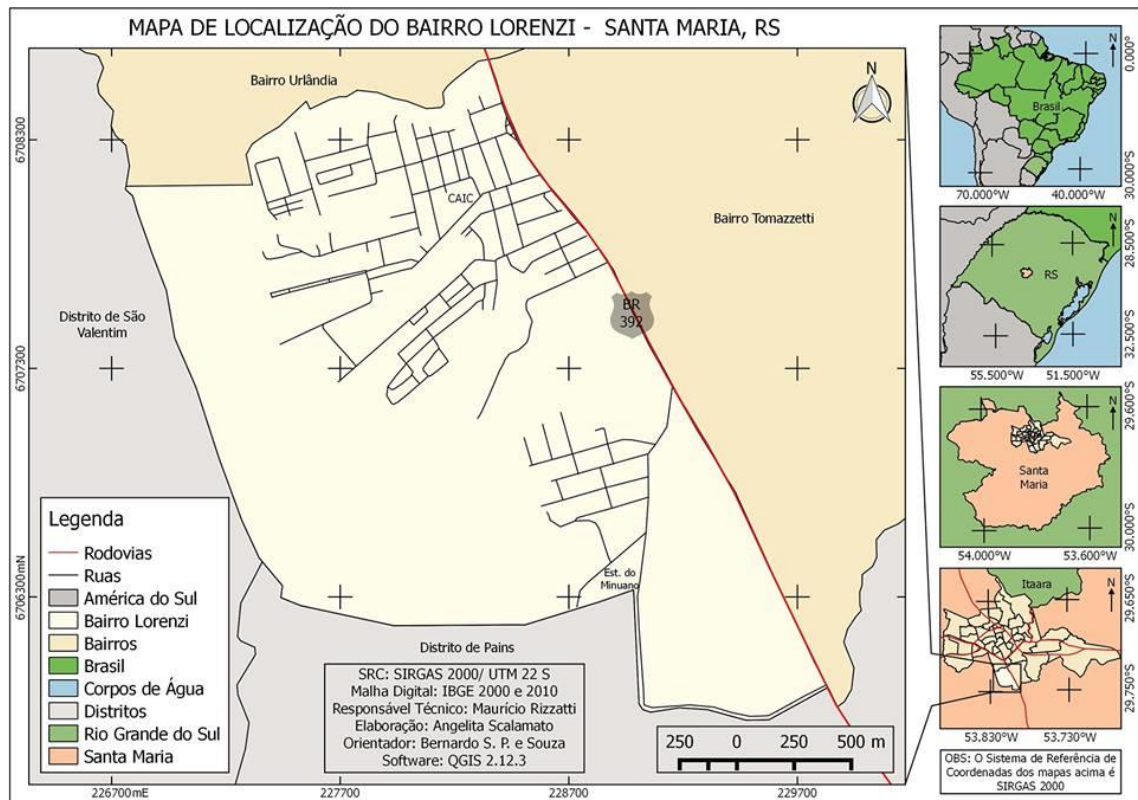 MAPA DE LOCALIZAÇÃO DO BAIRRO LORENZI - SANTA MARIA, RS
Bairro Urlândia
N
CAIC
Bairro Tomazzetti
Distrito de São
Valentim
BR
392
Est. do
Minuano
Distrito de Pains
6708300
6707300
6706300mN
226700mE
227700
228700
229700
Legenda
Rodovias
Ruas
América do Sul
Bairro Lorenzi
Bairros
Brasil
Corpos de Água
Distritos
Rio Grande do Sul
Santa Maria
SRC: SIRGAS 2000/ UTM 22 S
Malha Digital: IBGE 2000 e 2010
Responsável Técnico: Maurício Rizzatti
Elaboração: Angelita Scalamato
Orientador: Bernardo S. P. e Souza
Software: QGIS 2.12.3
250 0 250 500 m
N
Brasil
0.000°
30.000°S
70.000°W 40.000°W
N
RS
28.500°S
32.500°S
55.500°W 51.500°W
N
Santa
Maria
29.600°S
30.000°S
54.000°W 53.600°W
Itaara
N
29.650°S
29.750°S
53.830°W 53.730°W
OBS: O Sistema de Referência de
Coordenadas dos mapas acima é
SIRGAS 2000